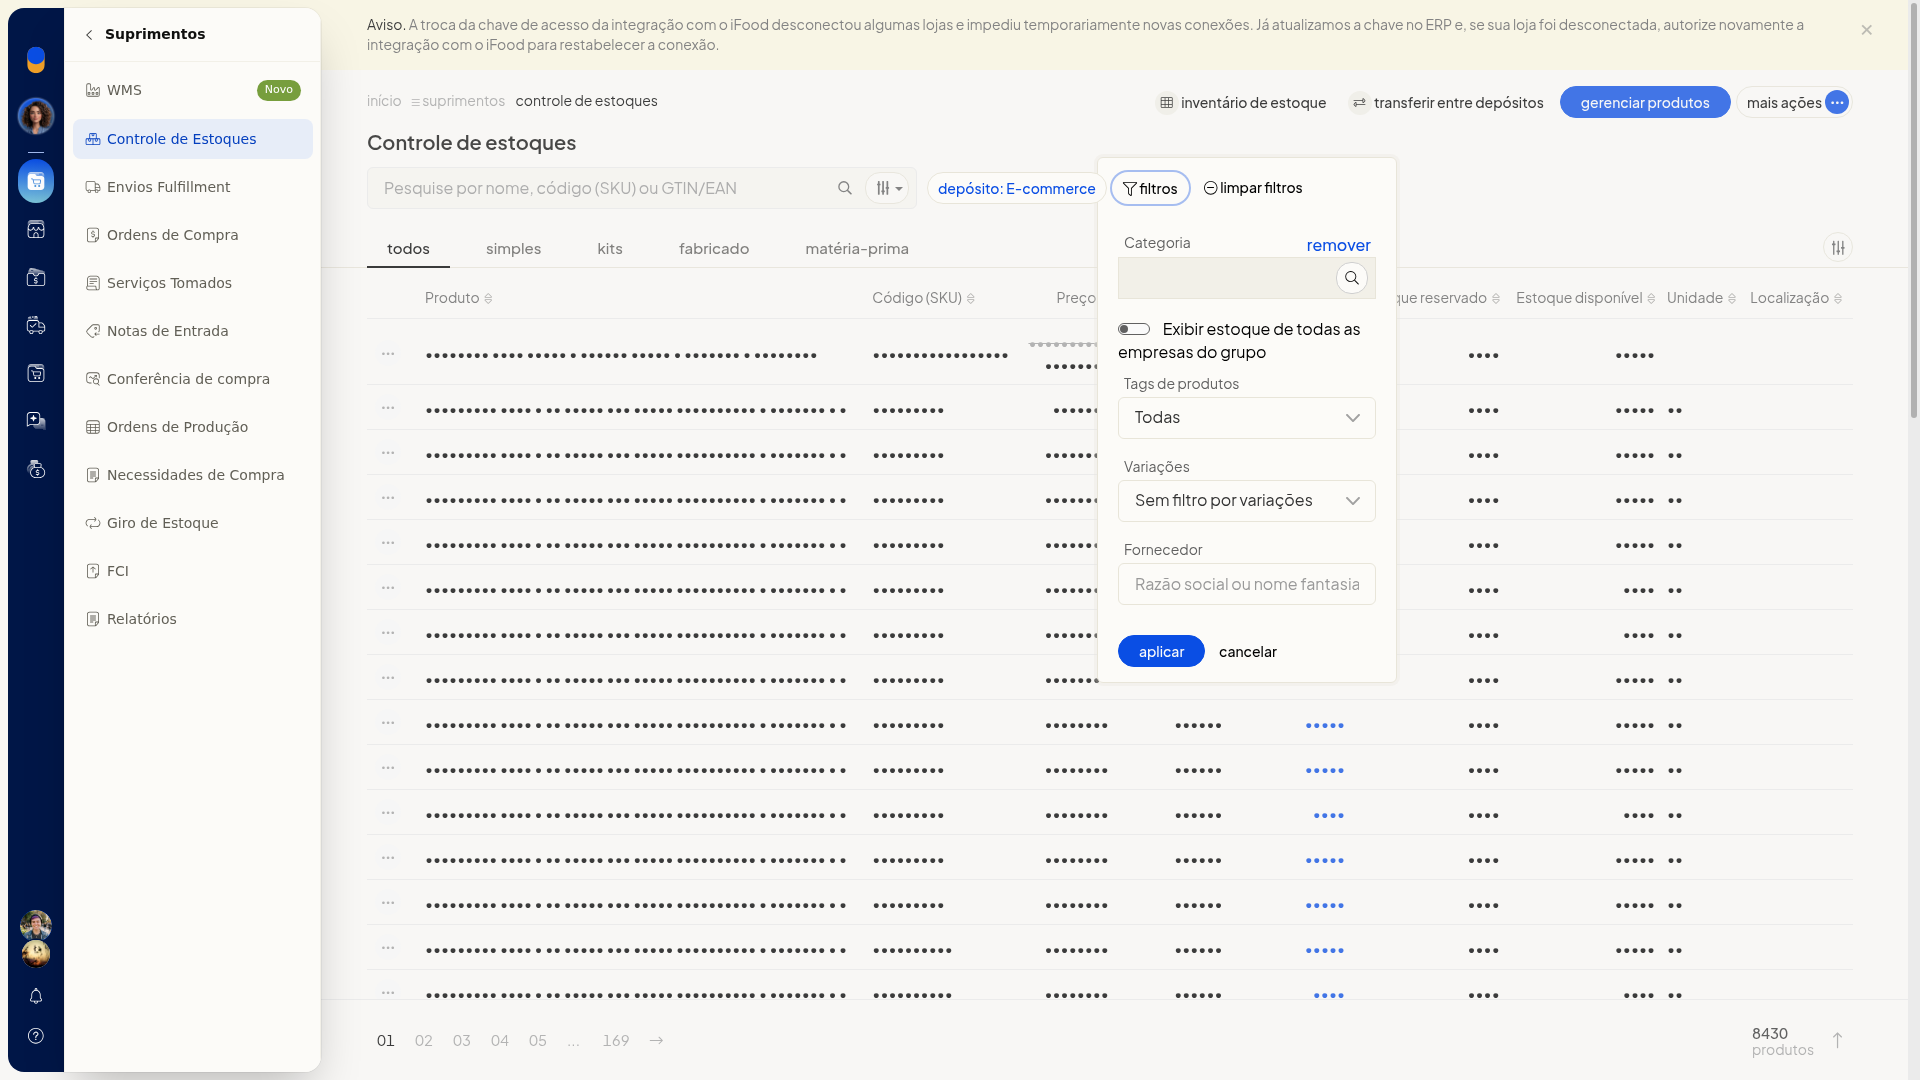 Suprimentos
WMS
Novo
Controle de Estoques
Envios Fulfillment
Ordens de Compra
Serviços Tomados
Notas de Entrada
Conferência de compra
Ordens de Produção
Necessidades de Compra
Giro de Estoque
FCI
Relatórios
Aviso. A troca da chave de acesso da integração com o iFood desconectou algumas lojas e impediu temporariamente novas conexões. Já atualizamos a chave no ERP e, se sua loja foi desconectada, autorize novamente a
integração com o iFood para restabelecer a conexão.
início suprimentos controle de estoques
inventário de estoque transferir entre depósitos gerenciar produtos mais ações
Controle de estoques
Pesquise por nome, código (SKU) ou GTIN/EAN
depósito: E-commerce
filtros limpar filtros
todos simples kits fabricado matéria-prima
Categoria remover
Exibir estoque de todas as
empresas do grupo
Tags de produtos
Todas
Variações
Sem filtro por variações
Fornecedor
Razão social ou nome fantasia
aplicar cancelar
Produto Código (SKU) Preço que reservado Estoque disponível Unidade Localização
01 02 03 04 05 ... 169
8430
produtos